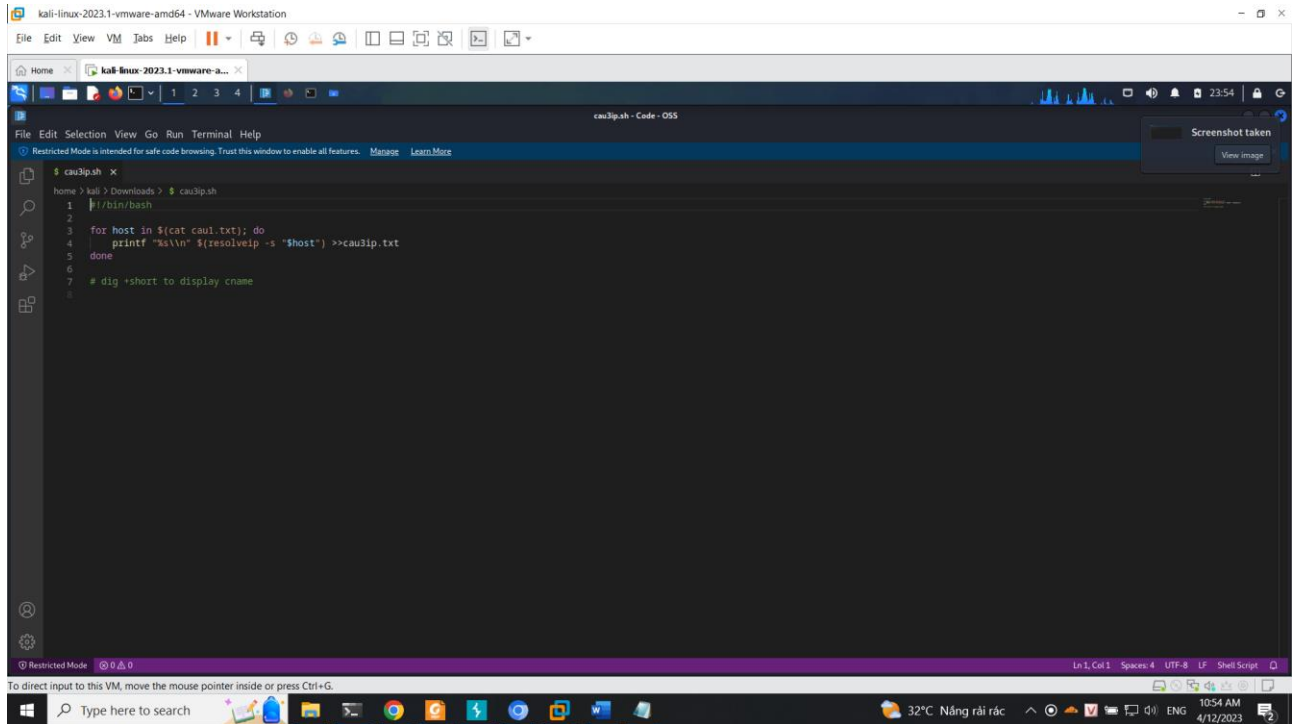 kali-linux-2023.1-vmware-amd64 - VMware Workstation
File Edit View VM Tabs Help
Home kali-linux-2023.1-vmware-a...
1 2 3 4 23:54
cau3ip.sh - Code - OSS
File Edit Selection View Go Run Terminal Help
Screenshot taken
Restricted Mode is intended for safe code browsing. Trust this window to enable all features. Manage Learn More
View image
$ cau3ip.sh
home > kali > Downloads > $ cau3ip.sh
1 #!/bin/bash
2
3 for host in $(cat cau1.txt); do
4 printf "%s\\n" $(resolveip -s "$host") >>cau3ip.txt
5 done
6
7 # dig +short to display cname
8
Restricted Mode 0 0 Ln 1, Col 1 Spaces: 4 UTF-8 LF Shell Script
To direct input to this VM, move the mouse pointer inside or press Ctrl+G.
Type here to search 32°C Nắng rải rác ENG 10:54 AM
4/12/2023
2